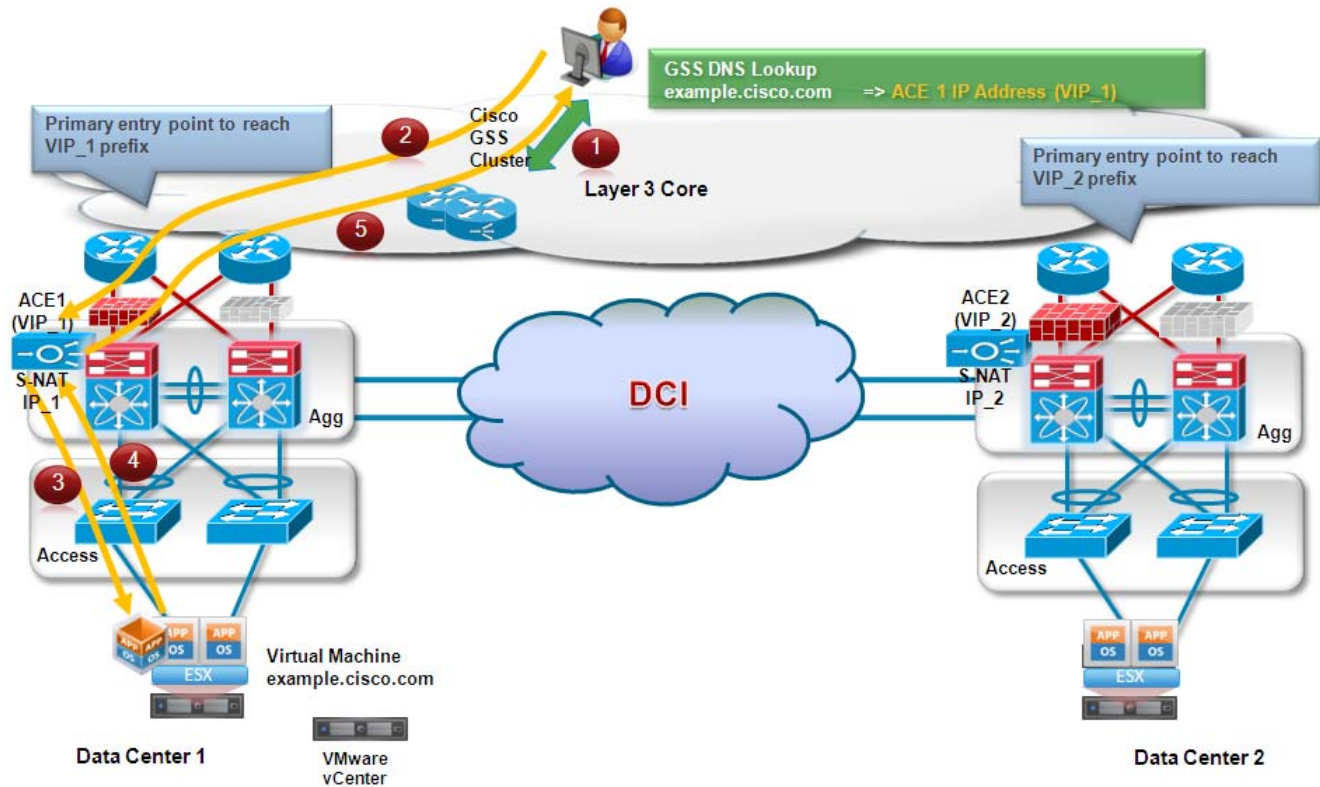 GSS DNS Lookup
example.cisco.com => ACE 1 IP Address (VIP_1)
Primary entry point to reach
VIP_1 prefix
2
Cisco
GSS
Cluster
1
Layer 3 Core
Primary entry point to reach
VIP_2 prefix
5
ACE1
(VIP_1)
S-NAT
IP_1
Agg
DCI
ACE2
(VIP_2)
S-NAT
IP_2
Agg
3
4
Access
Access
APP
OS
APP
OS
APP
OS
APP
OS
ESX
Virtual Machine
example.cisco.com
APP
OS
APP
OS
ESX
Data Center 1
VMware
vCenter
Data Center 2